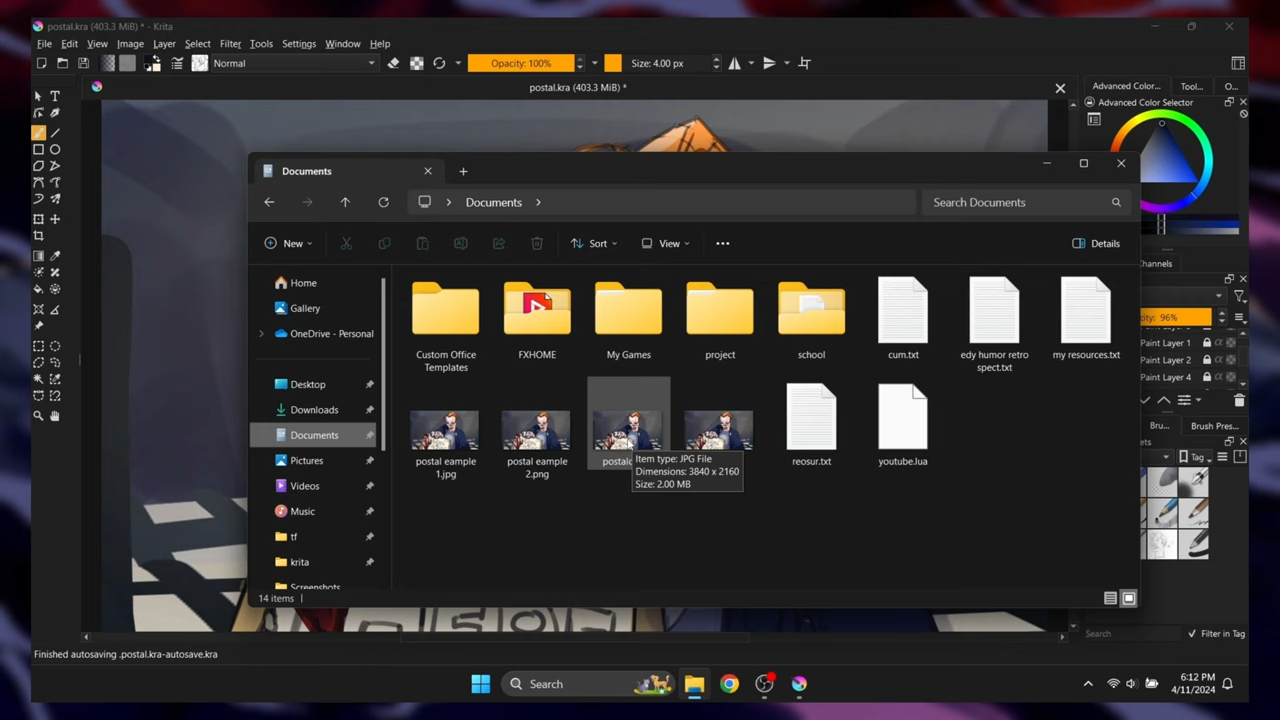 postal.kra (403.3 MiB) * - Krita
File Edit View Image Layer Select Filter Tools Settings Window Help
Normal
Opacity: 100%
Size: 4.00 px
postal.kra (403.3 MiB) *
Advanced Color...
Tool...
O...
Advanced Color Selector
Documents
Documents
Search Documents
New
Sort
View
Details
Home
Gallery
OneDrive - Personal
Desktop
Downloads
Documents
Pictures
Videos
Music
tf
krita
Screenshots
Custom Office
Templates
FXHOME
My Games
project
school
cum.txt
edy humor retro
spect.txt
my resources.txt
postal eample
1.jpg
postal eample
2.png
Item type: JPG File
Dimensions: 3840 x 2160
Size: 2.00 MB
reosur.txt
youtube.lua
14 items
Channels
96%
Paint Layer 1
Paint Layer 2
Paint Layer 4
Bru...
Brush Pres...
Tag
Search
Filter in Tag
Finished autosaving .postal.kra-autosave.kra
Search
6:12 PM
4/11/2024